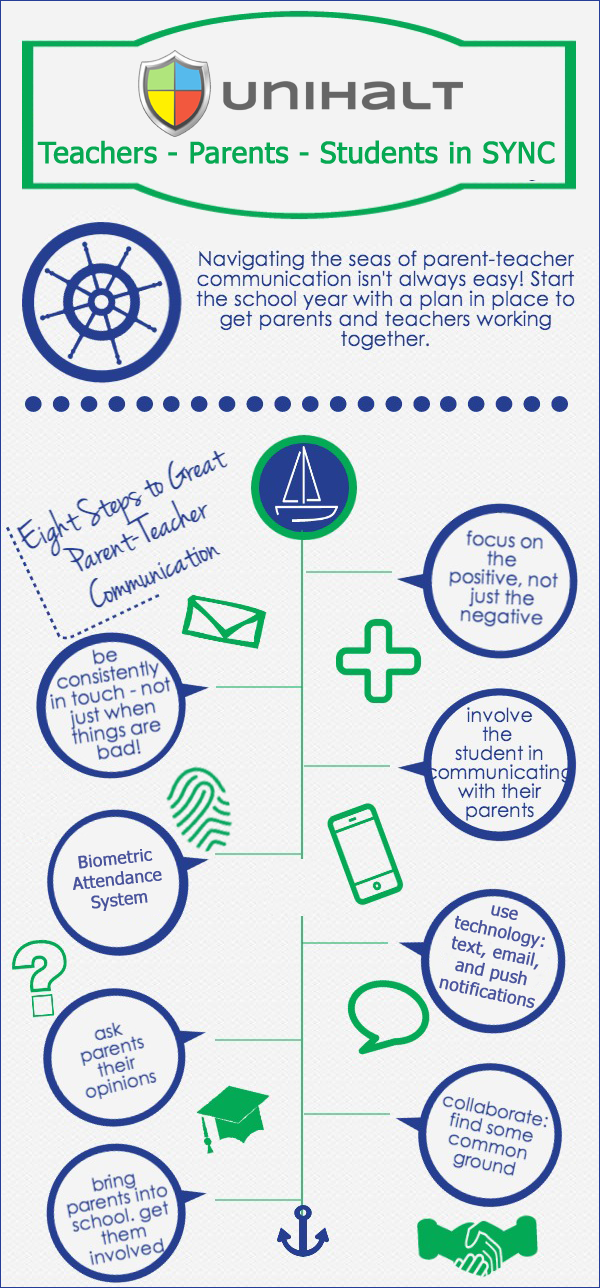 UNIHALT
Teachers - Parents - Students in SYNC
Navigating the seas of parent-teacher
communication isn't always easy! Start
the school year with a plan in place to
get parents and teachers working
together.
Eight Steps to Great
Parent-Teacher
Communication
focus on
the
positive, not
just the
negative
be
consistently
in touch - not
just when
things are
bad!
involve
the
student in
communicating
with their
parents
Biometric
Attendance
System
use
technology:
text, email,
and push
notifications
ask
parents
their
opinions
collaborate:
find some
common
ground
bring
parents into
school. get
them
involved